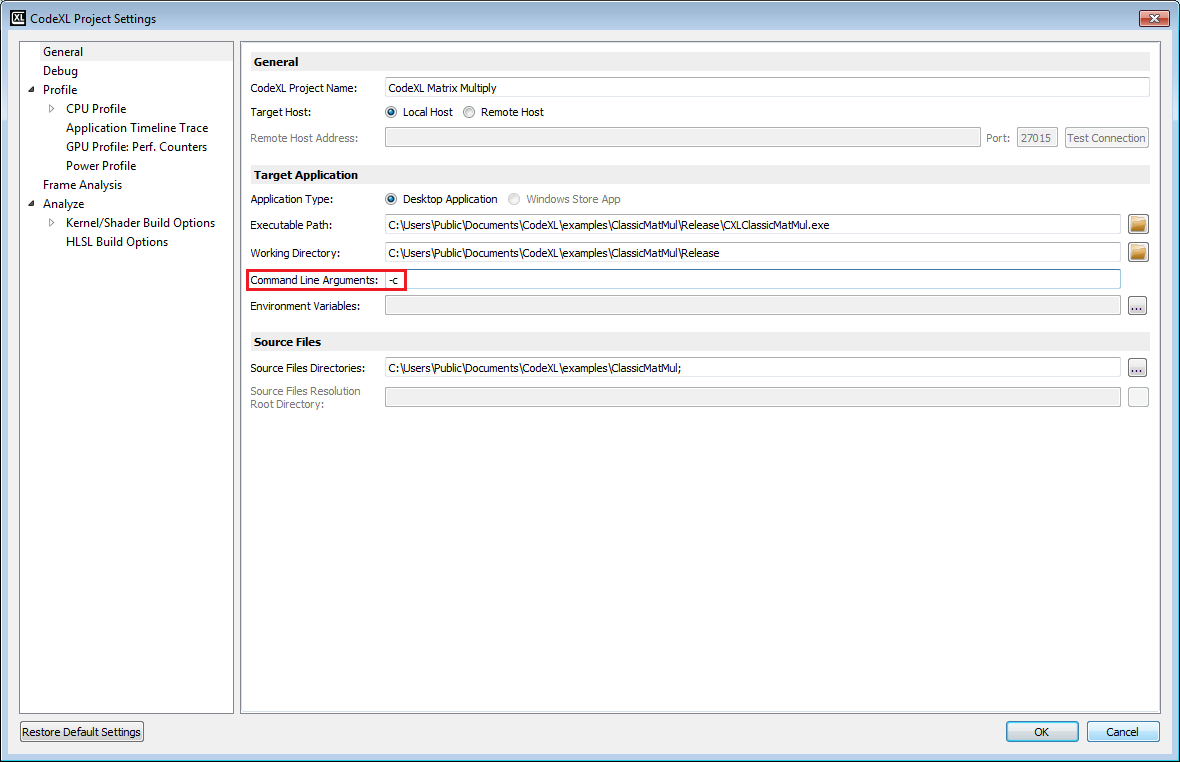 XL CodeXL Project Settings
General
Debug
Profile
CPU Profile
Application Timeline Trace
GPU Profile: Perf. Counters
Power Profile
Frame Analysis
Analyze
Kernel/Shader Build Options
HLSL Build Options
General
CodeXL Project Name: CodeXL Matrix Multiply
Target Host: Local Host Remote Host
Remote Host Address: Port: 27015 Test Connection
Target Application
Application Type: Desktop Application Windows Store App
Executable Path: C:\Users\Public\Documents\CodeXL\examples\ClassicMatMul\Release\CXLClassicMatMul.exe
Working Directory: C:\Users\Public\Documents\CodeXL\examples\ClassicMatMul\Release
Command Line Arguments: -c
Environment Variables: ...
Source Files
Source Files Directories: C:\Users\Public\Documents\CodeXL\examples\ClassicMatMul; ...
Source Files Resolution
Root Directory:
Restore Default Settings OK Cancel